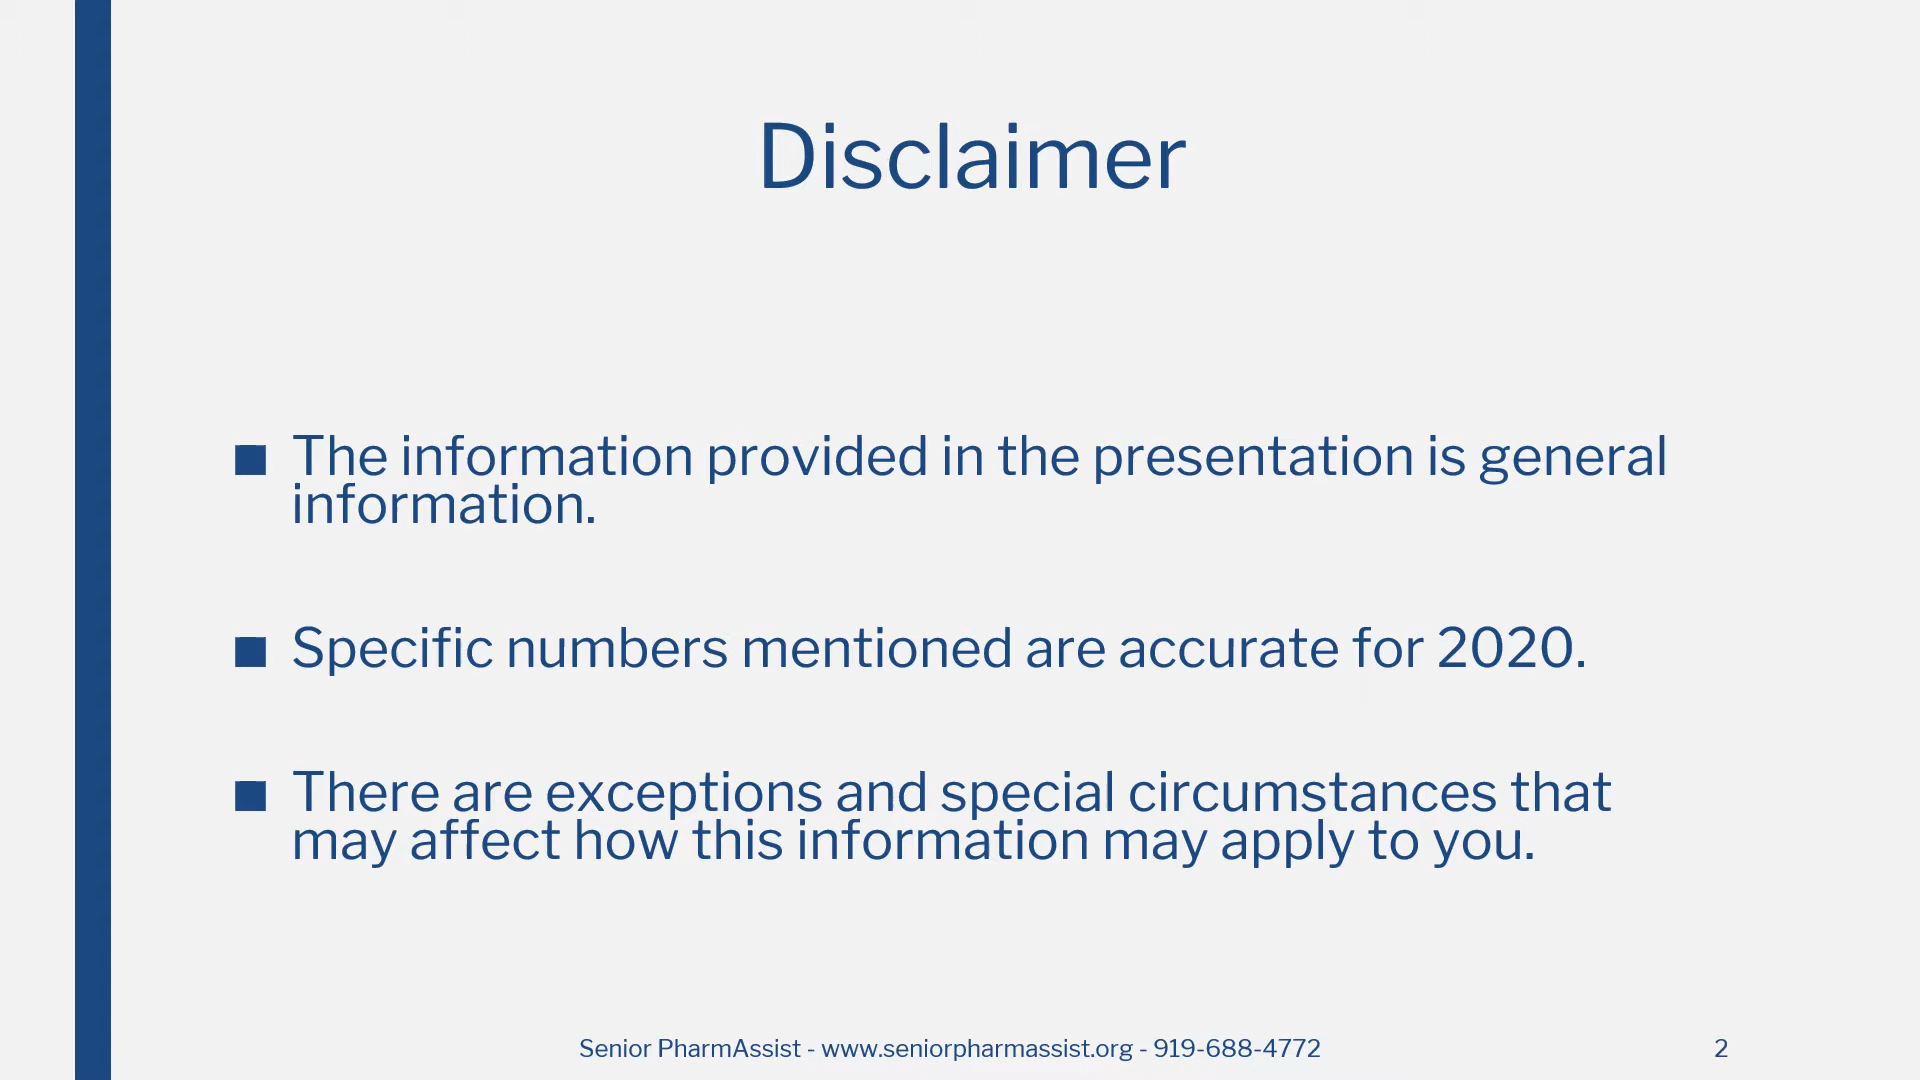 Disclaimer
■ The information provided in the presentation is general
information.
■ Specific numbers mentioned are accurate for 2020.
■ There are exceptions and special circumstances that
may affect how this information may apply to you.
Senior PharmAssist - www.seniorpharmassist.org - 919-688-4772
2